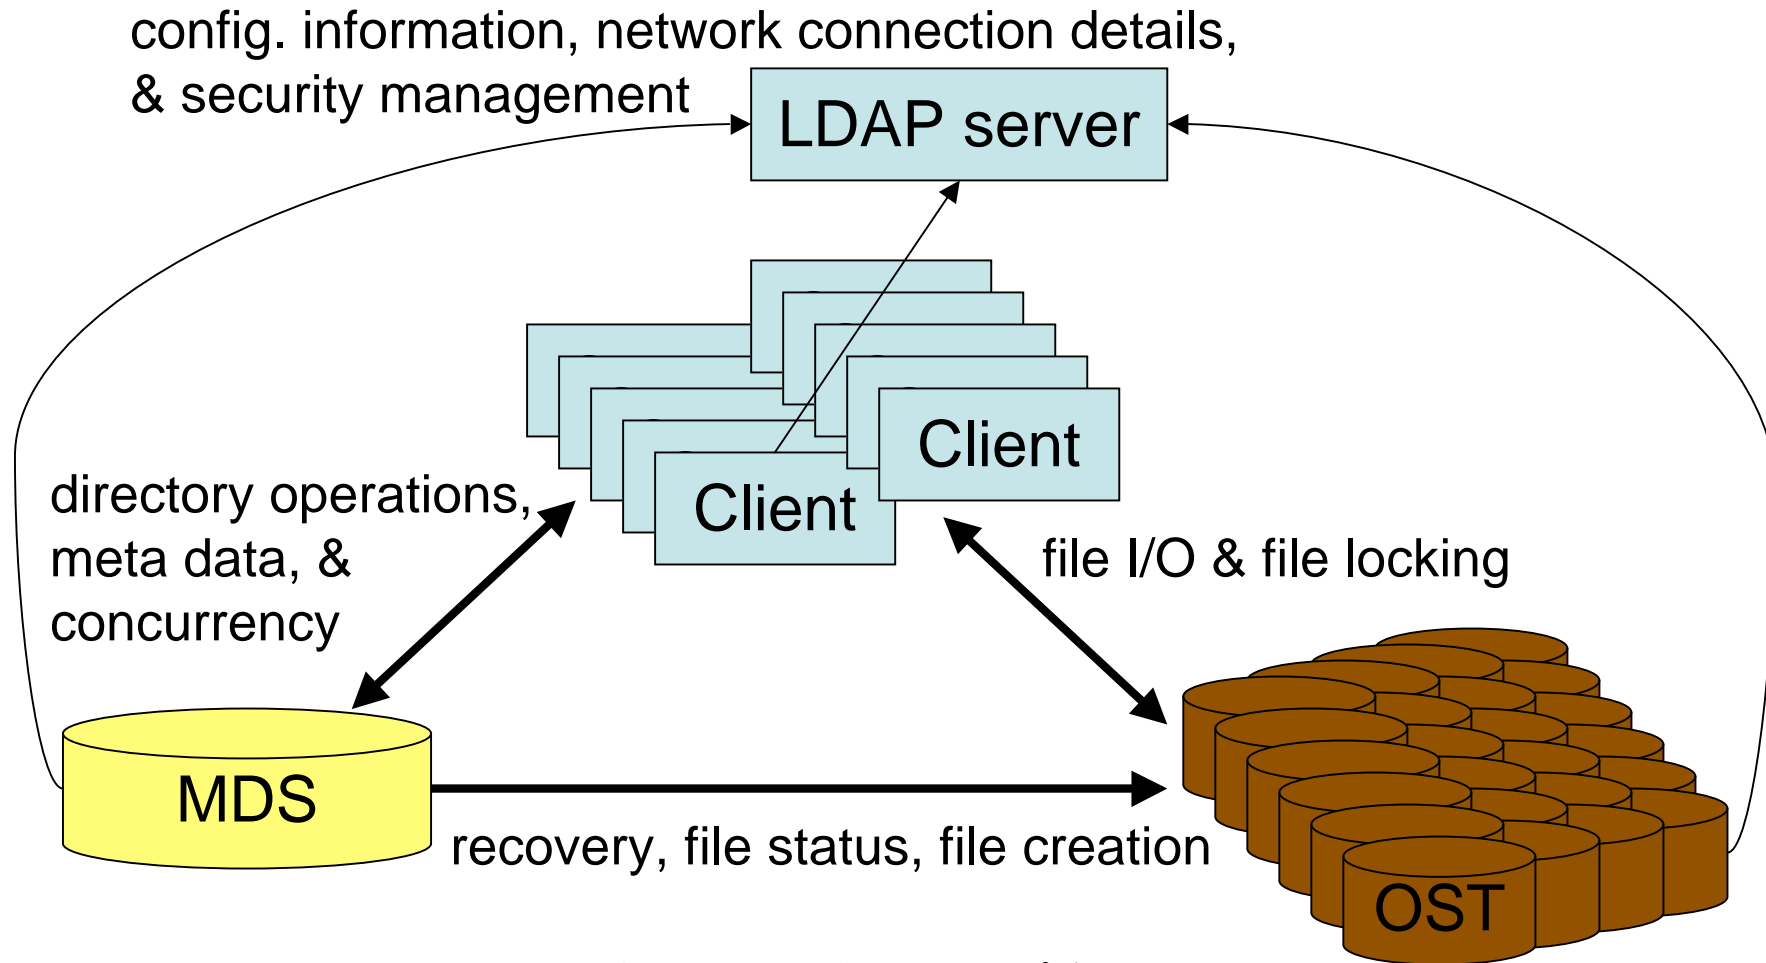 config. information, network connection details,
& security management
LDAP server
Client
Client
directory operations,
meta data, &
concurrency
file I/O & file locking
MDS
recovery, file status, file creation
OST